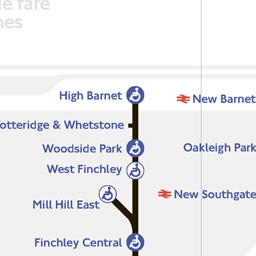 le fare
nes
High Barnet
New Barnet
otteridge & Whetstone
Woodside Park
Oakleigh Park
West Finchley
Mill Hill East
New Southgate
Finchley Central